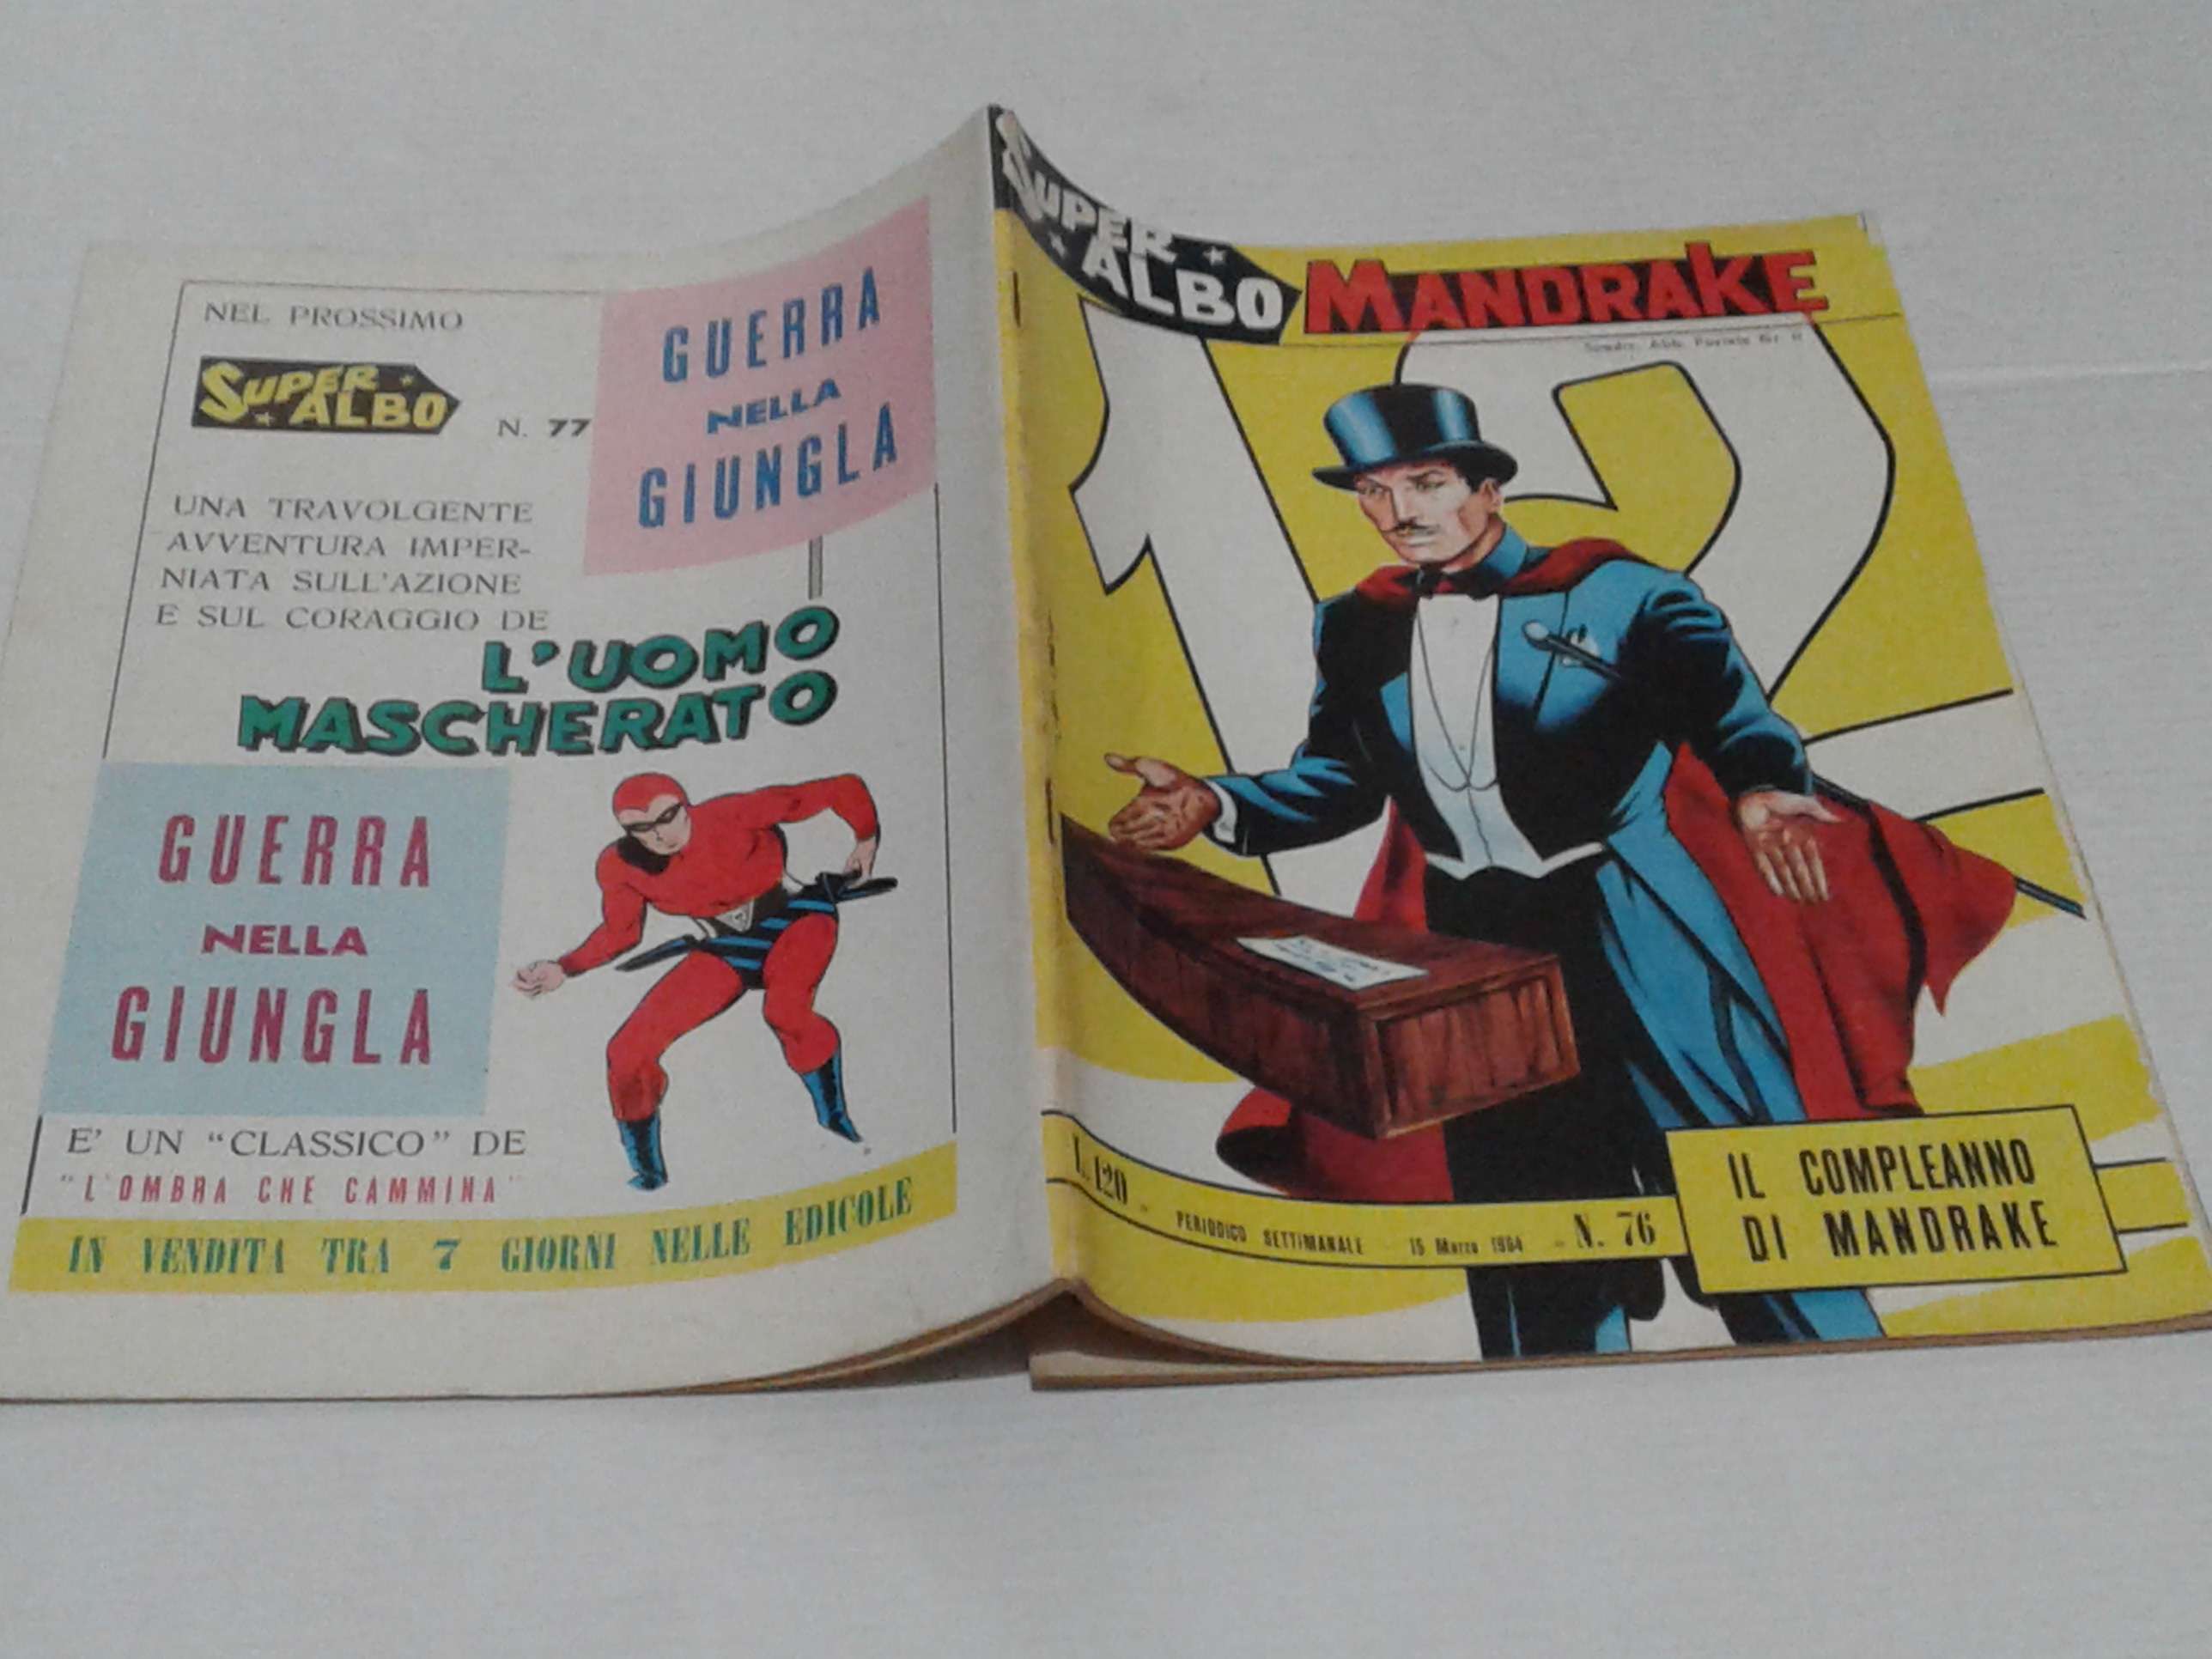 NEL PROSSIMO
SUPER
ALBO
N. 77
GUERRA
NELLA
GIUNGLA
UNA TRAVOLGENTE
AVVENTURA IMPER-
NIATA SULL'AZIONE
E SUL CORAGGIO DE
L'UOMO
MASCHERATO
GUERRA
NELLA
GIUNGLA
E' UN "CLASSICO" DE
"L'OMBRA CHE CAMMINA"
IN VENDITA TRA 7 GIORNI NELLE EDICOLE
SUPER
ALBO
MANDRAKE
12
L. 120 - PERIODICO SETTIMANALE - 15 Marzo 1964 - N. 76
IL COMPLEANNO
DI MANDRAKE